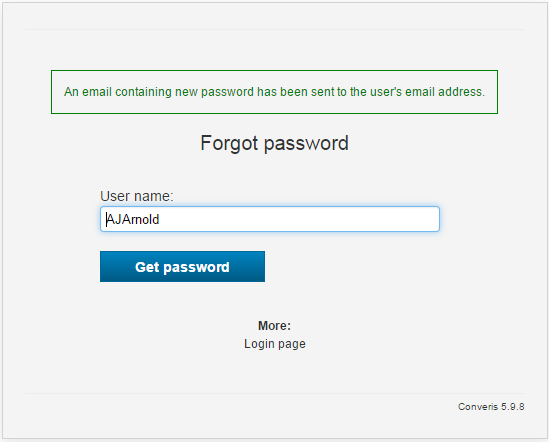 An email containing new password has been sent to the user's email address.
Forgot password
User name:
AJArnold
Get password
More:
Login page
Converis 5.9.8